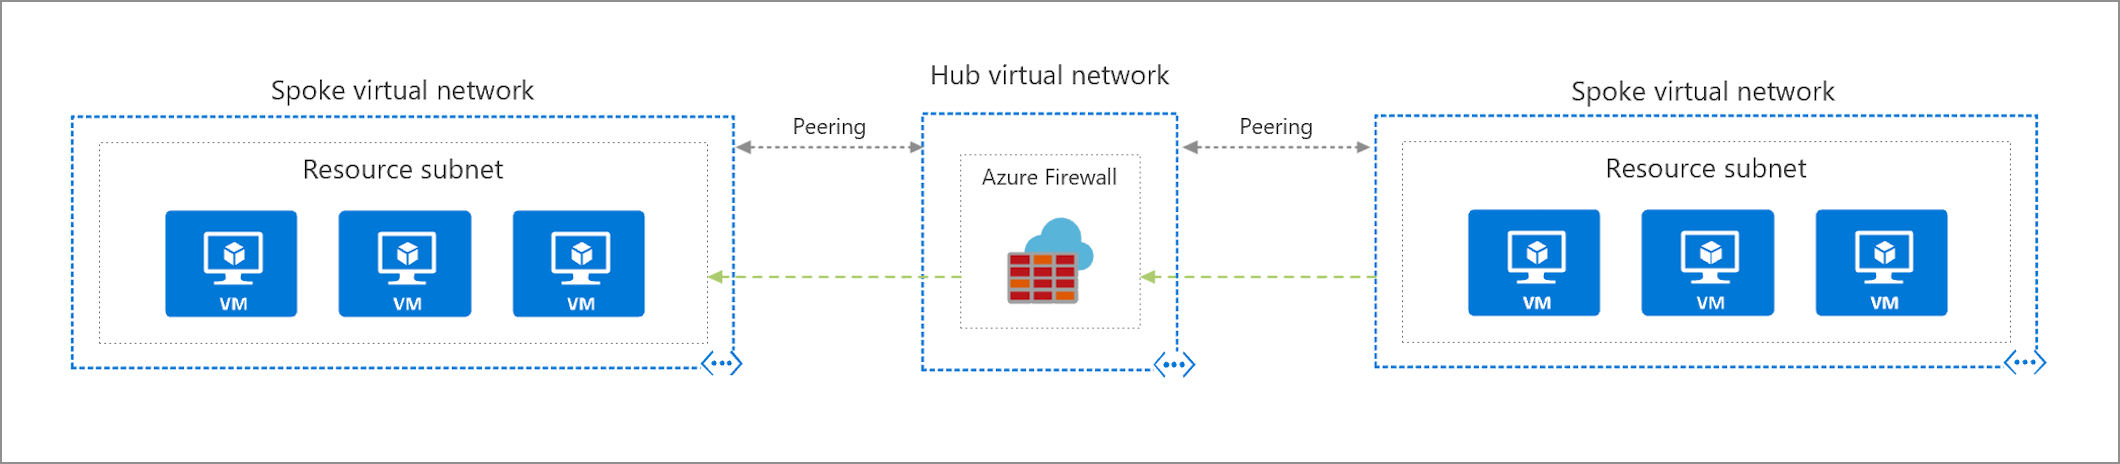 Spoke virtual network
Resource subnet
VM
VM
VM
Peering
Hub virtual network
Azure Firewall
Peering
Spoke virtual network
Resource subnet
VM
VM
VM